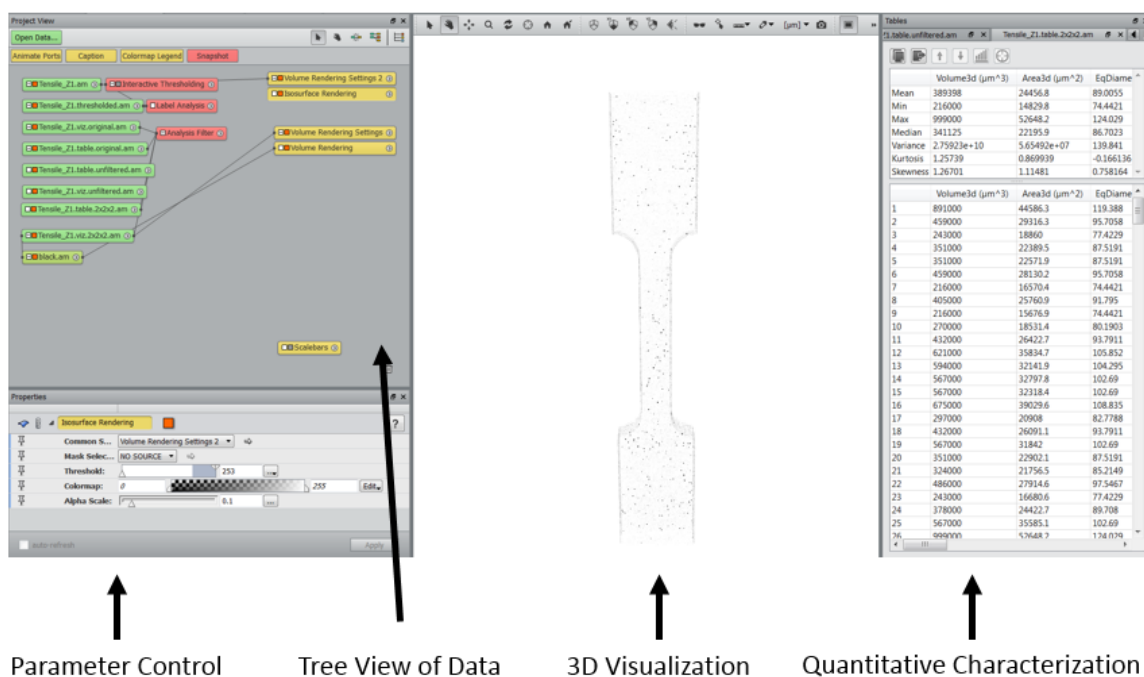 Project View
Open Data...
Animate Ports Caption Colormap Legend Snapshot
Tensile_Z1.am Interactive Thresholding Volume Rendering Settings 2
Isosurface Rendering
Tensile_Z1.thresholded.am Label Analysis
Tensile_Z1.viz.original.am Analysis Filter Volume Rendering Settings
Tensile_Z1.table.original.am Volume Rendering
Tensile_Z1.table.unfiltered.am
Tensile_Z1.viz.unfiltered.am
Tensile_Z1.table.2x2x2.am
Tensile_Z1.viz.2x2x2.am
black.am
Scalebars
Properties
Isosurface Rendering ?
Common S... Volume Rendering Settings 2
Mask Selec... NO SOURCE
Threshold: 253
Colormap: 0 255 Edit
Alpha Scale: 0.1
auto-refresh Apply
[µm]
Tables
'1.table.unfiltered.am Tensile_Z1.table.2x2x2.am
Volume3d (µm^3) Area3d (µm^2) EqDiame
Mean 389398 24456.8 89.0055
Min 216000 14829.8 74.4421
Max 999000 52648.2 124.029
Median 341125 22195.9 86.7023
Variance 2.75923e+10 5.65492e+07 139.841
Kurtosis 1.25739 0.869939 -0.166136
Skewness 1.26701 1.11481 0.758164
Volume3d (µm^3) Area3d (µm^2) EqDiame
1 891000 44586.3 119.388
2 459000 29316.3 95.7058
3 243000 18860 77.4229
4 351000 22389.5 87.5191
5 351000 22571.9 87.5191
6 459000 28130.2 95.7058
7 216000 16570.4 74.4421
8 405000 25760.9 91.795
9 216000 15676.9 74.4421
10 270000 18531.4 80.1903
11 432000 26422.7 93.7911
12 621000 35834.7 105.852
13 594000 32141.9 104.295
14 567000 32797.8 102.69
15 567000 32318.4 102.69
16 675000 39029.6 108.835
17 297000 20908 82.7788
18 432000 26091.1 93.7911
19 567000 31842 102.69
20 351000 22902.1 87.5191
21 324000 21756.5 85.2149
22 486000 27914.6 97.5467
23 243000 16680.6 77.4229
24 378000 24422.7 89.708
25 567000 35585.1 102.69
26 999000 52648.2 124.029
Parameter Control
Tree View of Data
3D Visualization
Quantitative Characterization